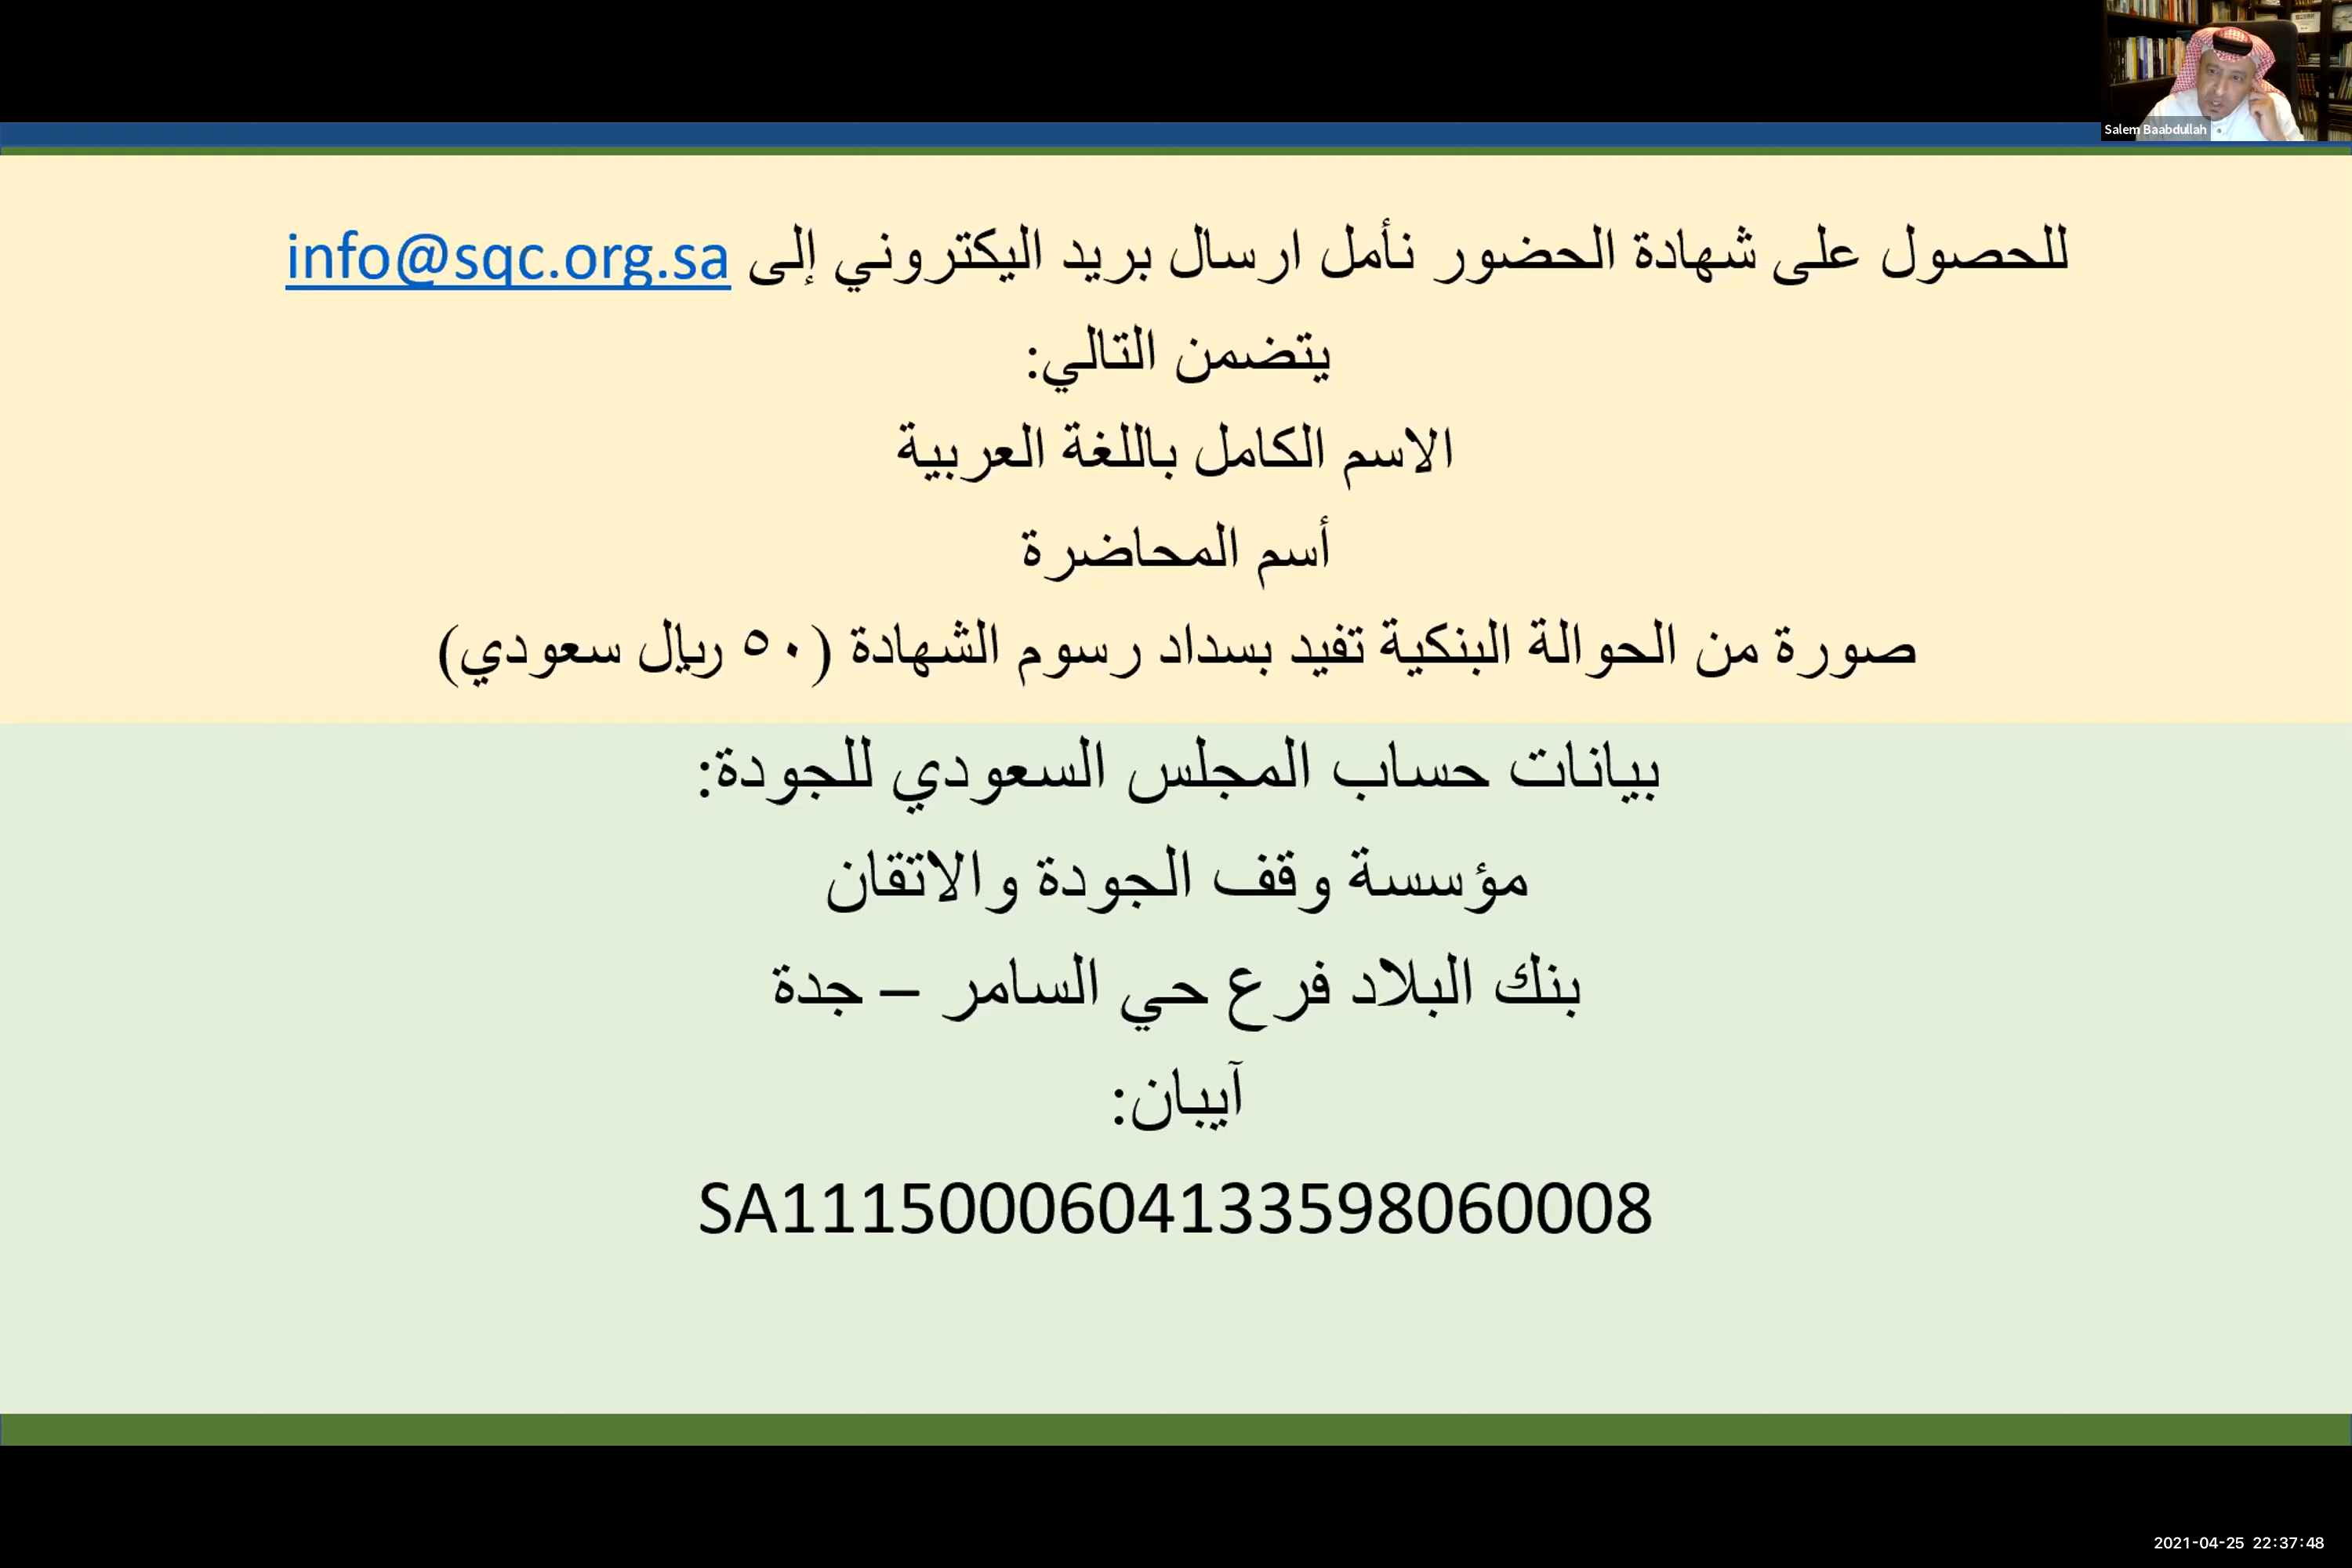 Salem Baabdullah
للحصول على شهادة الحضور نأمل ارسال بريد اليكتروني إلى info@sqc.org.sa
يتضمن التالي:
الاسم الكامل باللغة العربية
أسم المحاضرة
صورة من الحوالة البنكية تفيد بسداد رسوم الشهادة (٥٠ ريال سعودي)
بيانات حساب المجلس السعودي للجودة:
مؤسسة وقف الجودة والاتقان
بنك البلاد فرع حي السامر – جدة
آيبان:
SA1115000604133598060008
2021-04-25 22:37:48